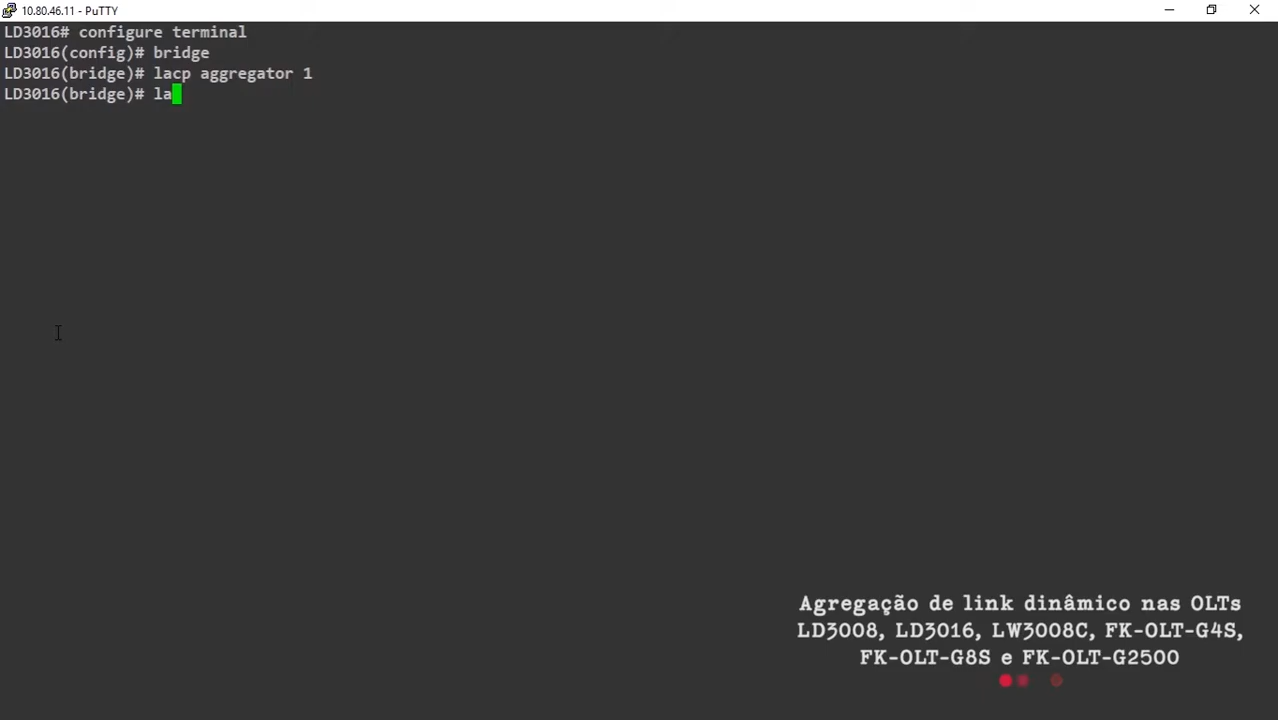 10.80.46.11 - PuTTY
LD3016# configure terminal
LD3016(config)# bridge
LD3016(bridge)# lacp aggregator 1
LD3016(bridge)# la
Agregação de link dinâmico nas OLTs
LD3008, LD3016, LW3008C, FK-OLT-G4S,
FK-OLT-G8S e FK-OLT-G2500